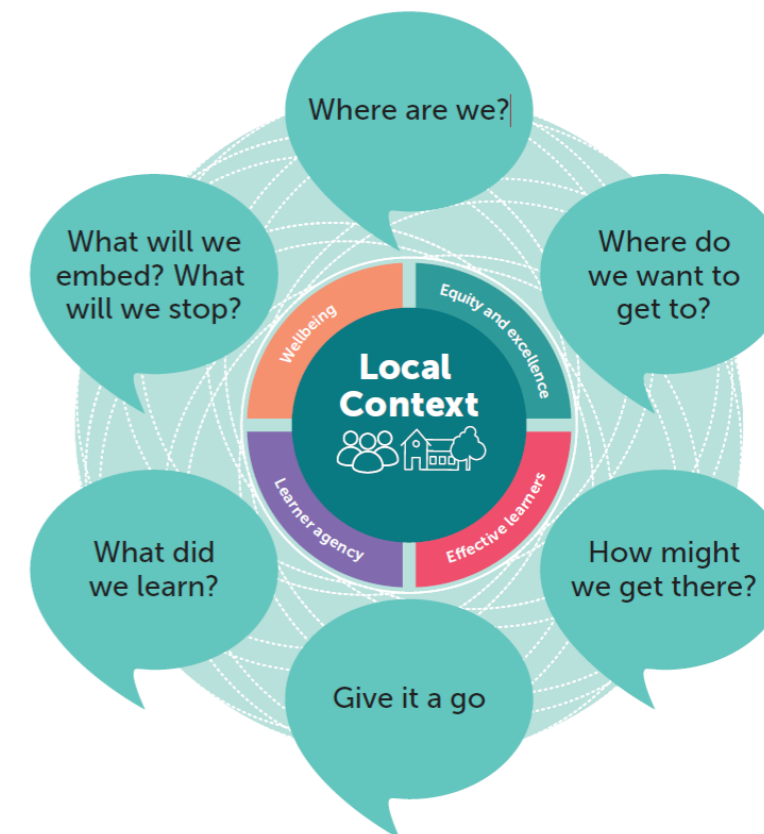 Where are we?
Where do
we want to
get to?
How might
we get there?
Give it a go
What did
we learn?
What will we
embed? What
will we stop?
Wellbeing
Equity and excellence
Effective learners
Learner agency
Local
Context